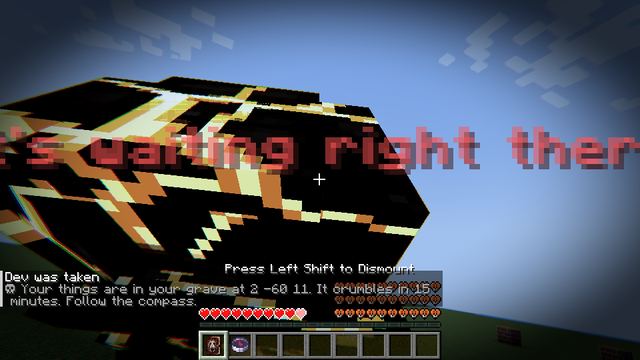 's waiting right ther
Press Left Shift to Dismount
Dev was taken
☠ Your things are in your grave at 2 -60 11. It crumbles in 15
minutes. Follow the compass.